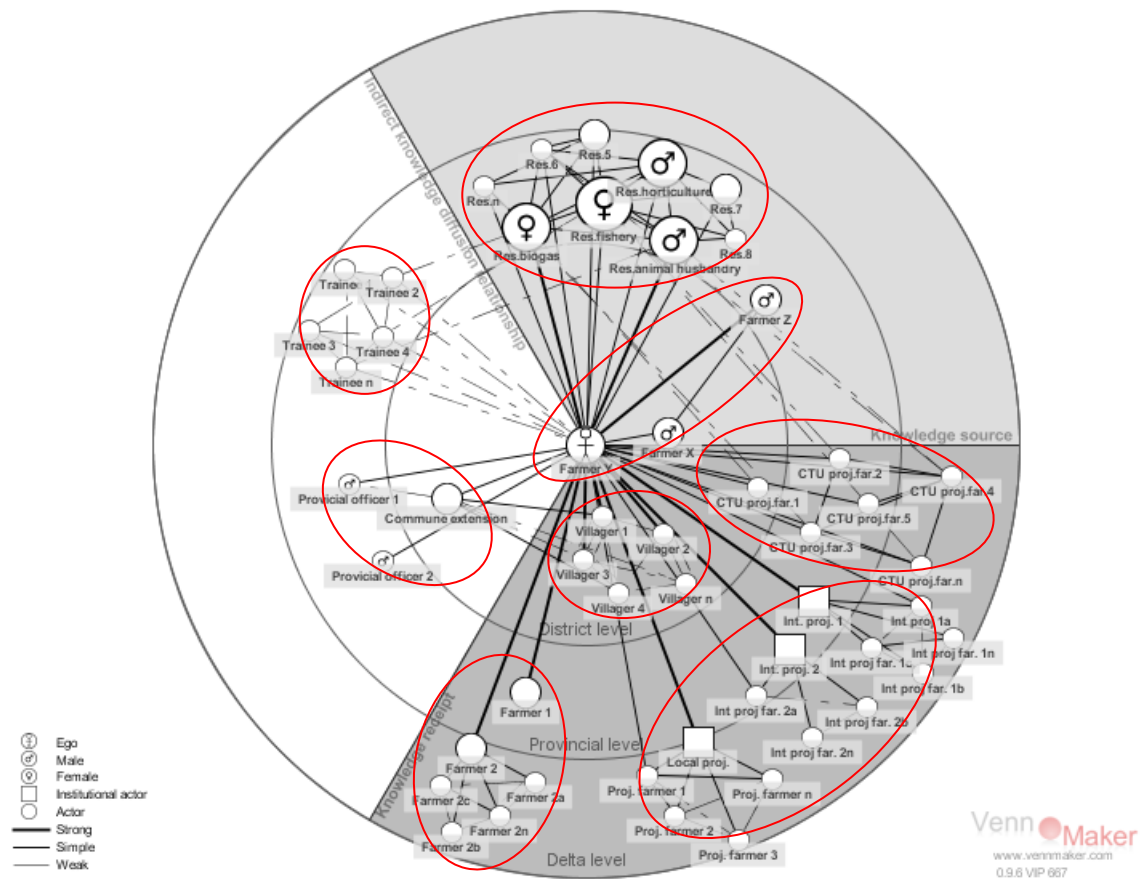 Indirect knowledge diffusion relationship
Res.5
Res.6
Res.horticulture
Res.n
Res.7
Res.fishery
Res.8
Res.biogas
Res.animal husbandry
Trainee
Trainee 2
Trainee 3
Trainee 4
Trainee n
Farmer Z
Knowledge source
Farmer X
Farmer Y
CTU proj.far.2
CTU proj.far.4
CTU proj.far.1
CTU proj.far.5
CTU proj.far.3
CTU proj.far.n
Provicial officer 1
Commune extension
Provicial officer 2
Villager 1
Villager 2
Villager 3
Villager n
Villager 4
District level
Int. proj. 1
Int proj. 1a
Int proj far. 1n
Int. proj. 2
Int proj far. 1b
Int proj far. 2a
Int proj far. 2b
Int proj far. 2n
Knowledge receipt
Farmer 1
Provincial level
Farmer 2
Local proj.
Farmer 2c
Farmer 2a
Farmer 2n
Farmer 2b
Proj. farmer 1
Proj. farmer n
Proj. farmer 2
Proj. farmer 3
Delta level
Ego
Male
Female
Institutional actor
Actor
Strong
Simple
Weak
Venn Maker
www.vennmaker.com
0.9.6 VIP 667